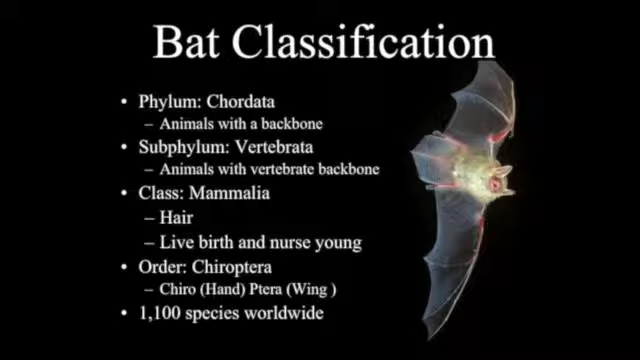 Bat Classification
• Phylum: Chordata
– Animals with a backbone
• Subphylum: Vertebrata
– Animals with vertebrate backbone
• Class: Mammalia
– Hair
– Live birth and nurse young
• Order: Chiroptera
– Chiro (Hand) Ptera (Wing )
• 1,100 species worldwide